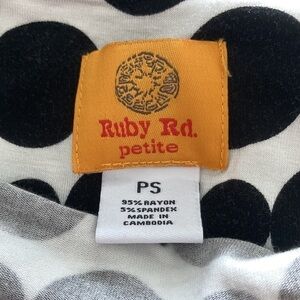 Ruby Rd.
petite
PS
95% RAYON
5% SPANDEX
MADE IN
CAMBODIA